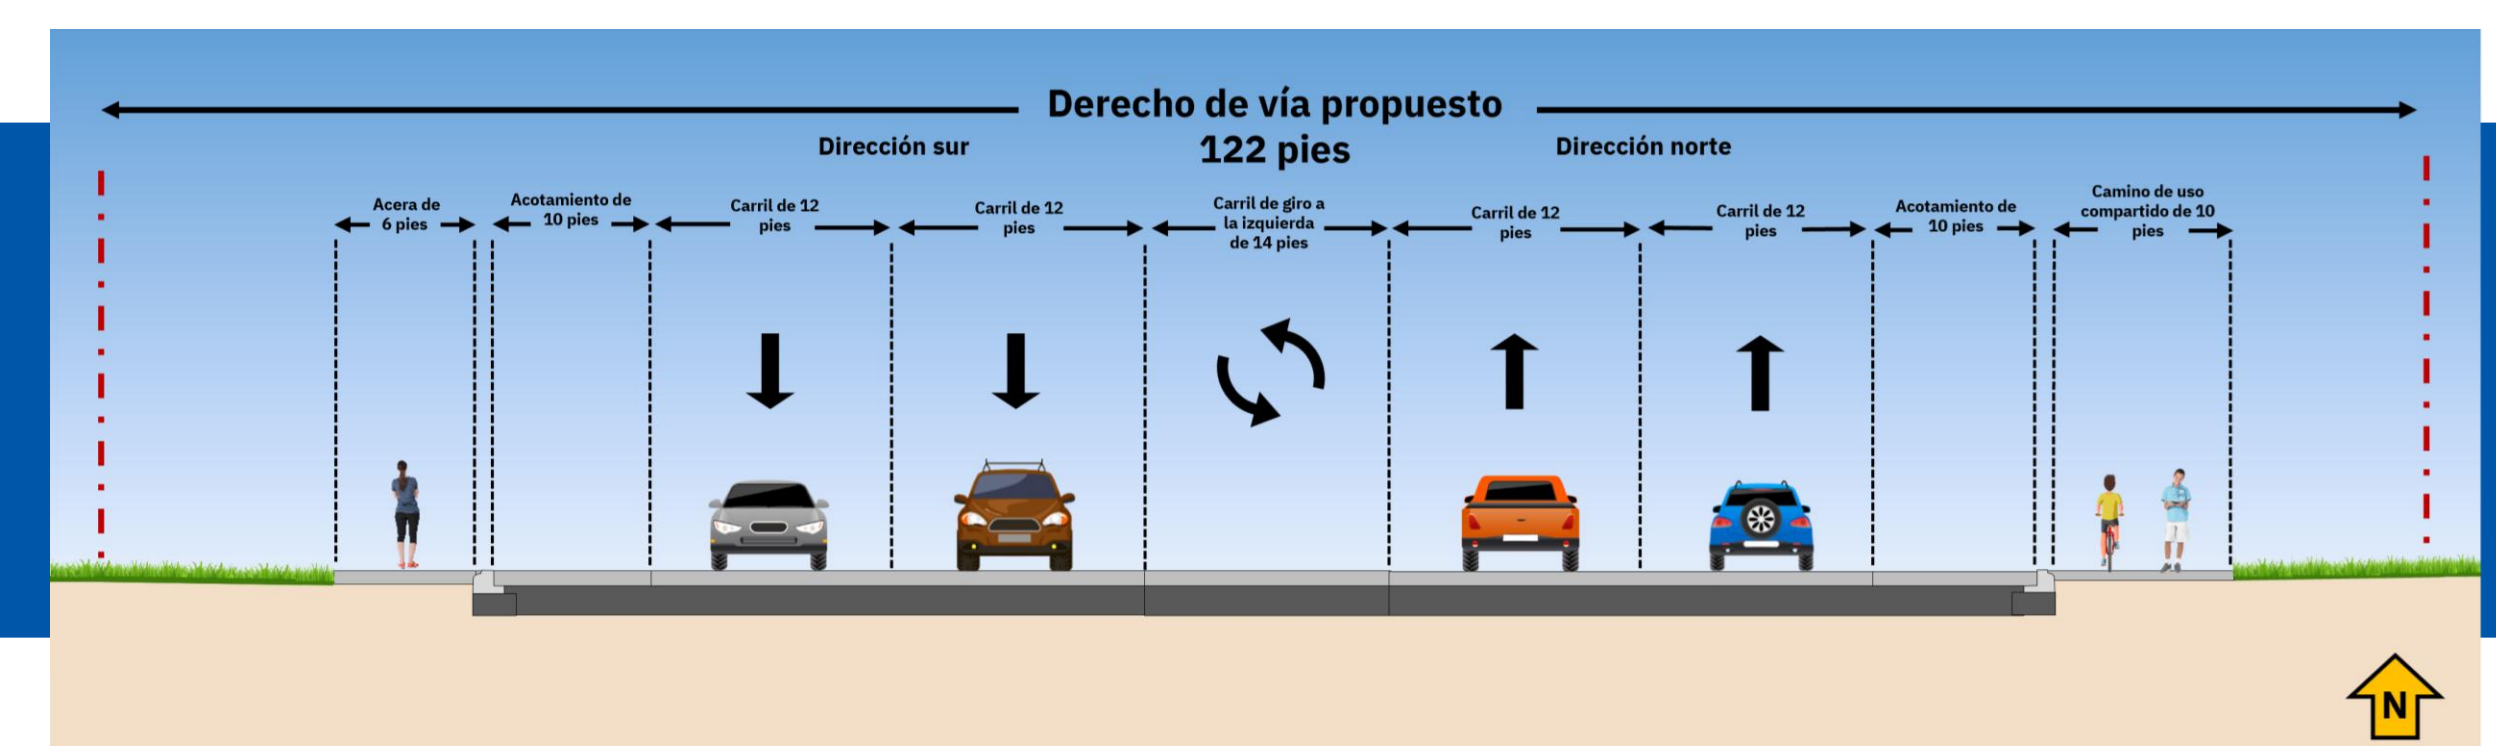 Derecho de vía propuesto
122 pies
Dirección sur
Dirección norte
Acera de
6 pies
Acotamiento de
10 pies
Carril de 12
pies
Carril de 12
pies
Carril de giro a
la izquierda
de 14 pies
Carril de 12
pies
Carril de 12
pies
Acotamiento de
10 pies
Camino de uso
compartido de 10
pies
N